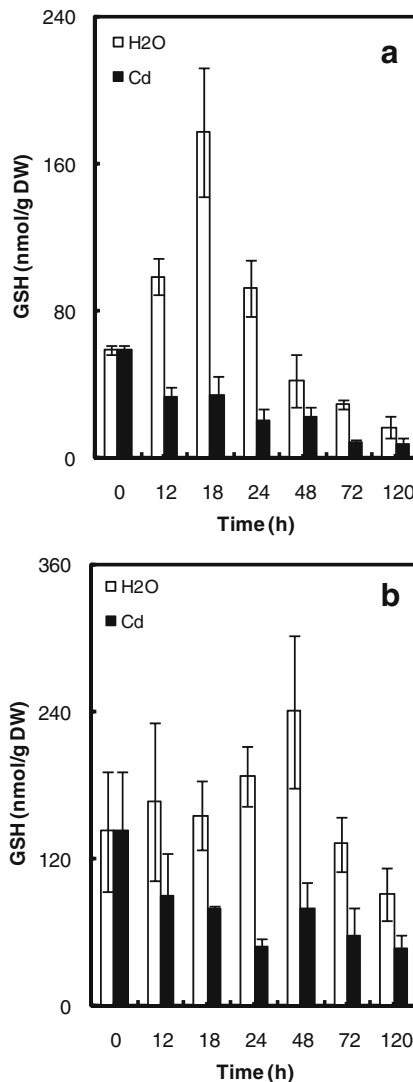 240
H2O
a
Cd
160
GSH (nmol/g DW)
80
0
0 12 18 24 48 72 120
Time (h)
360
H2O
b
Cd
240
GSH (nmol/g DW)
120
0
0 12 18 24 48 72 120
Time (h)